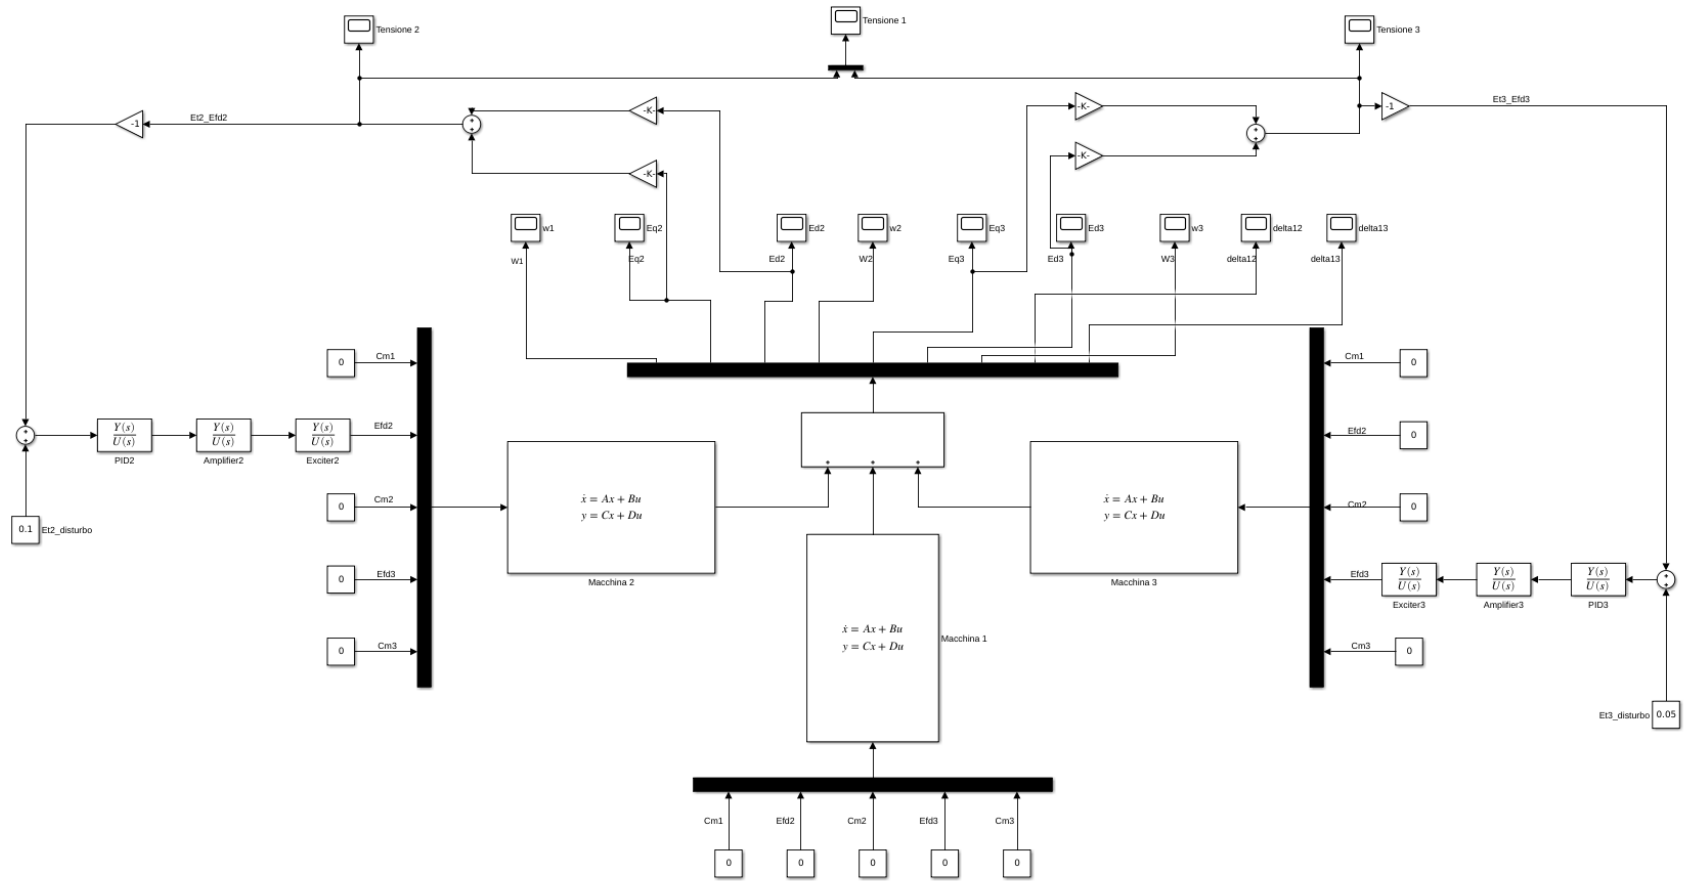 Tensione 1
Tensione 2
Tensione 3
Et3_Efd3
-K-
-K-
-1
-1
Et2_Efd2
+
+
+
+
-K-
-K-
w1
Eq2
Ed2
w2
Eq3
Ed3
w3
delta12
delta13
W1
Eq2
Ed2
W2
Eq3
Ed3
W3
delta12
delta13
0
Cm1
Cm1
0
+
+
Y(s)
U(s)
PID2
Y(s)
U(s)
Amplifier2
Y(s)
U(s)
Exciter2
Efd2
Efd2
0
+
+
+
0
Cm2
Cm2
0
ẋ = Ax + Bu
y = Cx + Du
Macchina 2
ẋ = Ax + Bu
y = Cx + Du
Macchina 3
0.1
Et2_disturbo
0
Efd3
Efd3
Y(s)
U(s)
Exciter3
Y(s)
U(s)
Amplifier3
Y(s)
U(s)
PID3
+
+
0
Cm3
Cm3
0
ẋ = Ax + Bu
y = Cx + Du
Macchina 1
Et3_disturbo
0.05
Cm1
Efd2
Cm2
Efd3
Cm3
0
0
0
0
0